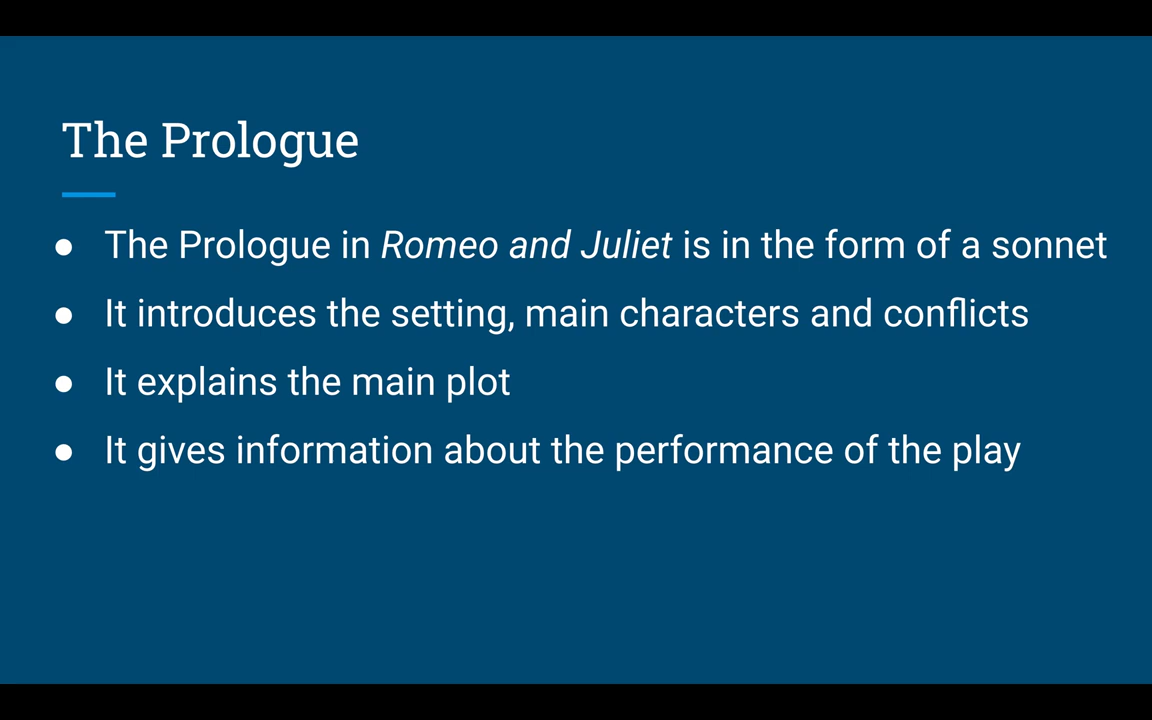 The Prologue
● The Prologue in Romeo and Juliet is in the form of a sonnet
● It introduces the setting, main characters and conflicts
● It explains the main plot
● It gives information about the performance of the play